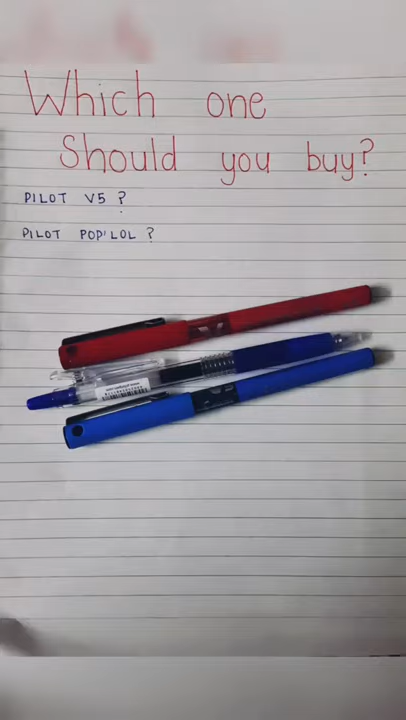 Which one
Should you buy?
PILOT V5 ?
PILOT POP'LOL ?